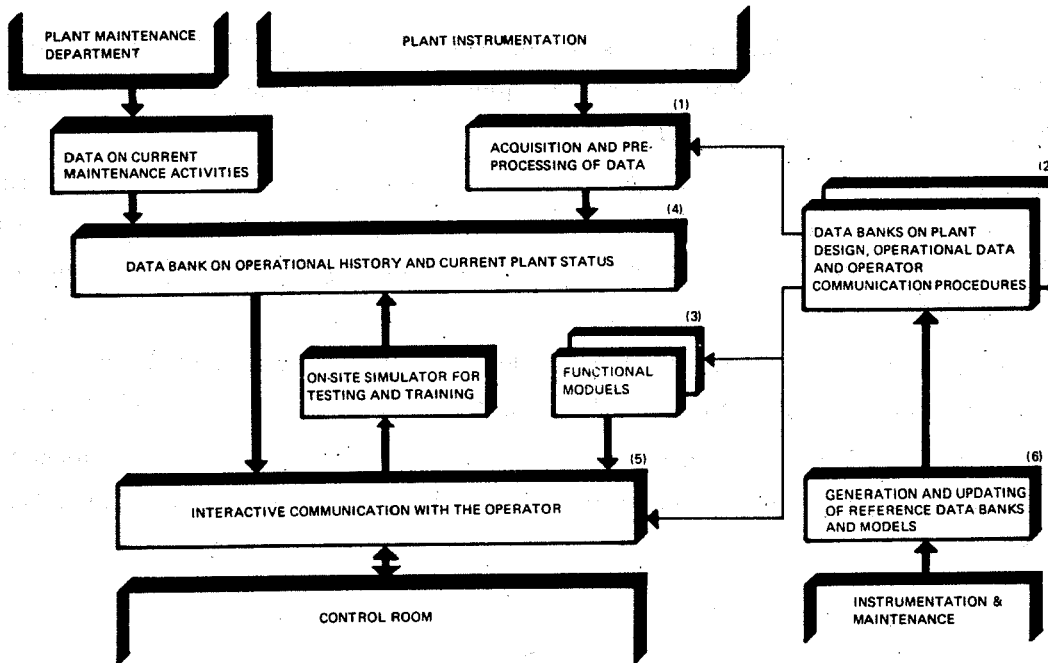 PLANT MAINTENANCE
DEPARTMENT
PLANT INSTRUMENTATION
(1)
DATA ON CURRENT
MAINTENANCE ACTIVITIES
ACQUISITION AND PRE-
PROCESSING OF DATA
(2
(4)
DATA BANK ON OPERATIONAL HISTORY AND CURRENT PLANT STATUS
DATA BANKS ON PLANT
DESIGN, OPERATIONAL DATA
AND OPERATOR
COMMUNICATION PROCEDURES
(3)
ON-SITE SIMULATOR FOR
TESTING AND TRAINING
FUNCTIONAL
MODUELS
(5)
INTERACTIVE COMMUNICATION WITH THE OPERATOR
(6)
GENERATION AND UPDATING
OF REFERENCE DATA BANKS
AND MODELS
CONTROL ROOM
INSTRUMENTATION &
MAINTENANCE